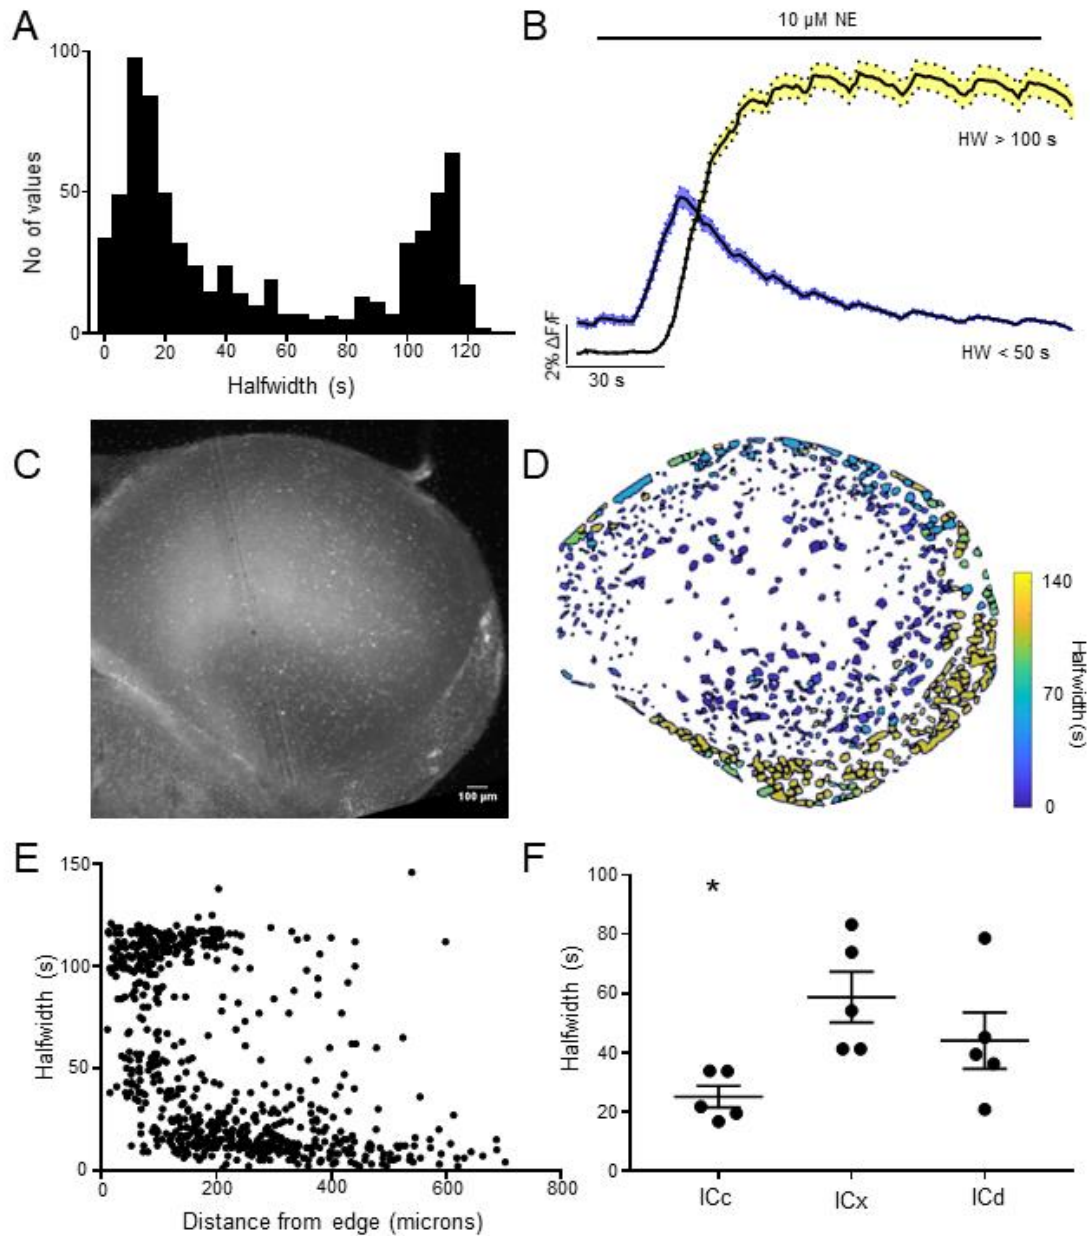 A
100
50
0
No of values
0 20 40 60 80 100 120
Halfwidth (s)
B
10 µM NE
HW > 100 s
HW < 50 s
2% ΔF/F
30 s
C
100 µm
D
140
70
0
Halfwidth (s)
E
150
100
50
0
Halfwidth (s)
0 200 400 600 800
Distance from edge (microns)
F
*
100
80
60
40
20
0
Halfwidth (s)
ICc ICx ICd